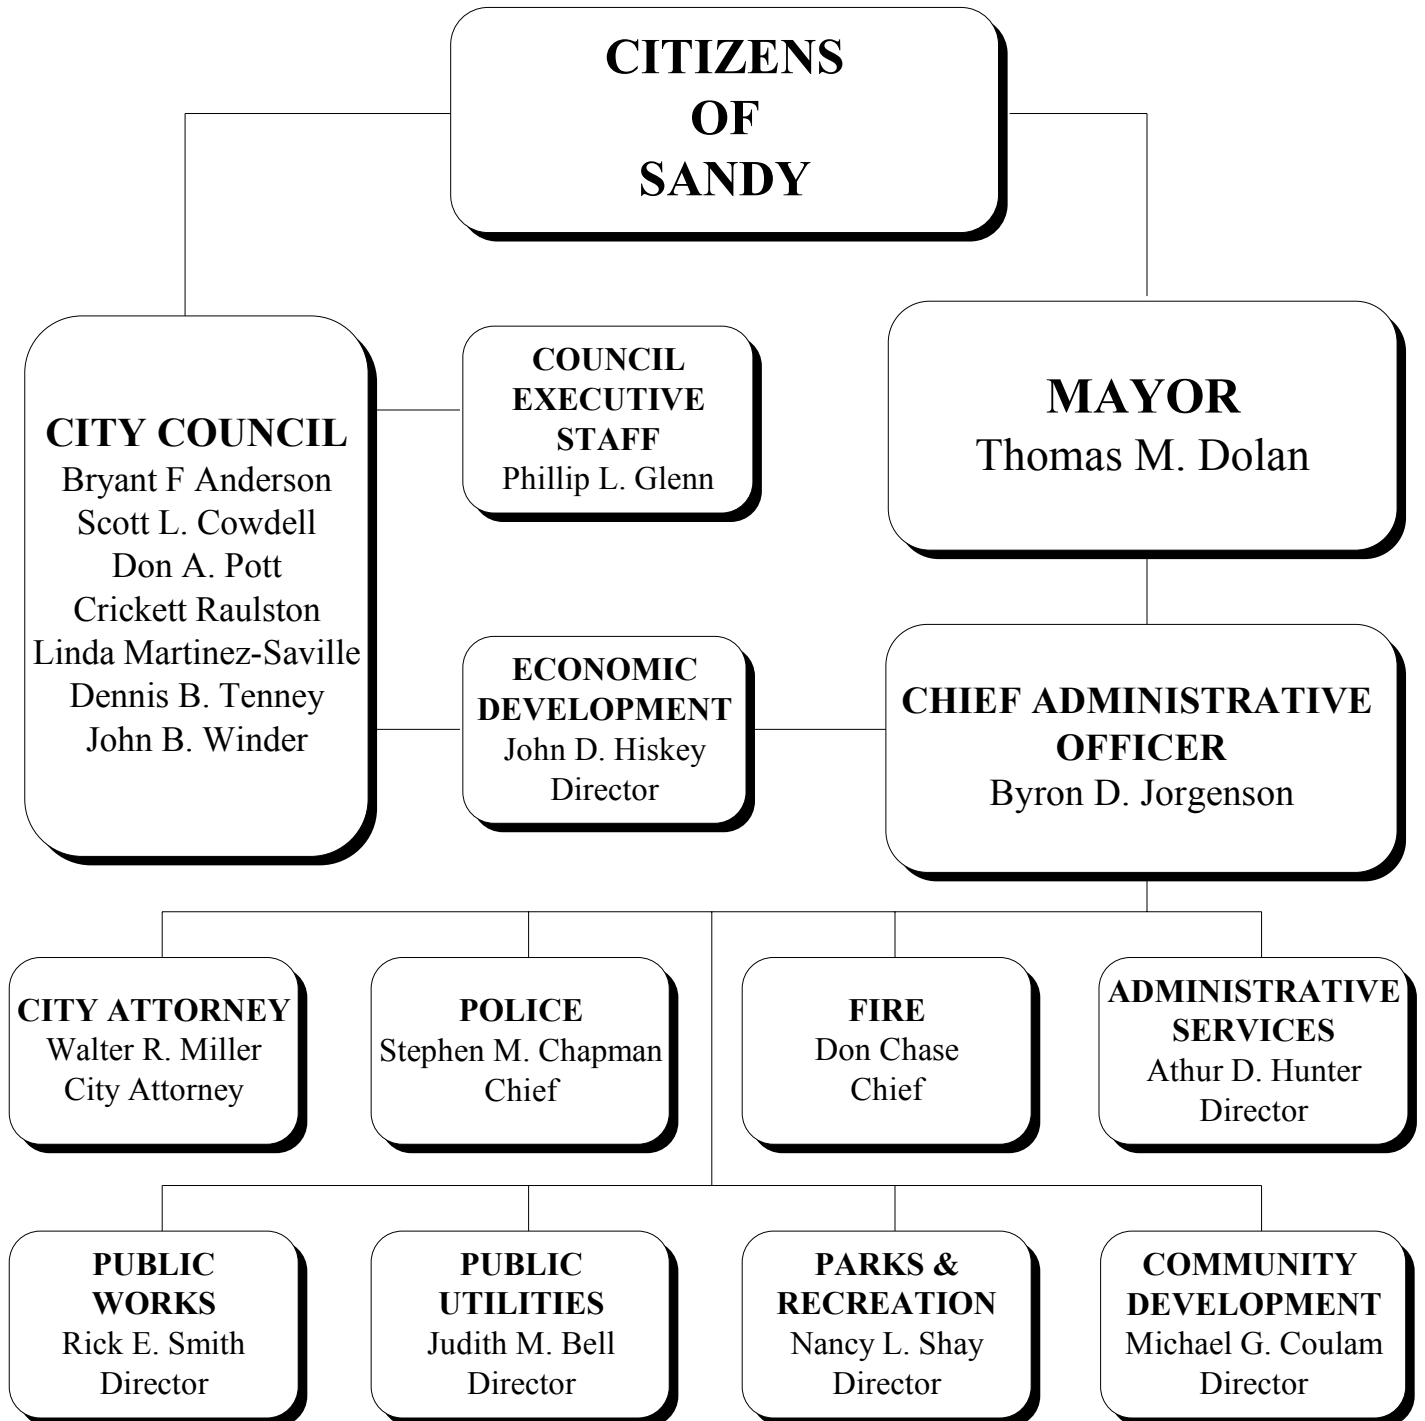 CITIZENS
OF
SANDY
CITY COUNCIL
Bryant F Anderson
Scott L. Cowdell
Don A. Pott
Crickett Raulston
Linda Martinez-Saville
Dennis B. Tenney
John B. Winder
COUNCIL
EXECUTIVE
STAFF
Phillip L. Glenn
MAYOR
Thomas M. Dolan
ECONOMIC
DEVELOPMENT
John D. Hiskey
Director
CHIEF ADMINISTRATIVE
OFFICER
Byron D. Jorgenson
CITY ATTORNEY
Walter R. Miller
City Attorney
POLICE
Stephen M. Chapman
Chief
FIRE
Don Chase
Chief
ADMINISTRATIVE
SERVICES
Athur D. Hunter
Director
PUBLIC
WORKS
Rick E. Smith
Director
PUBLIC
UTILITIES
Judith M. Bell
Director
PARKS &
RECREATION
Nancy L. Shay
Director
COMMUNITY
DEVELOPMENT
Michael G. Coulam
Director